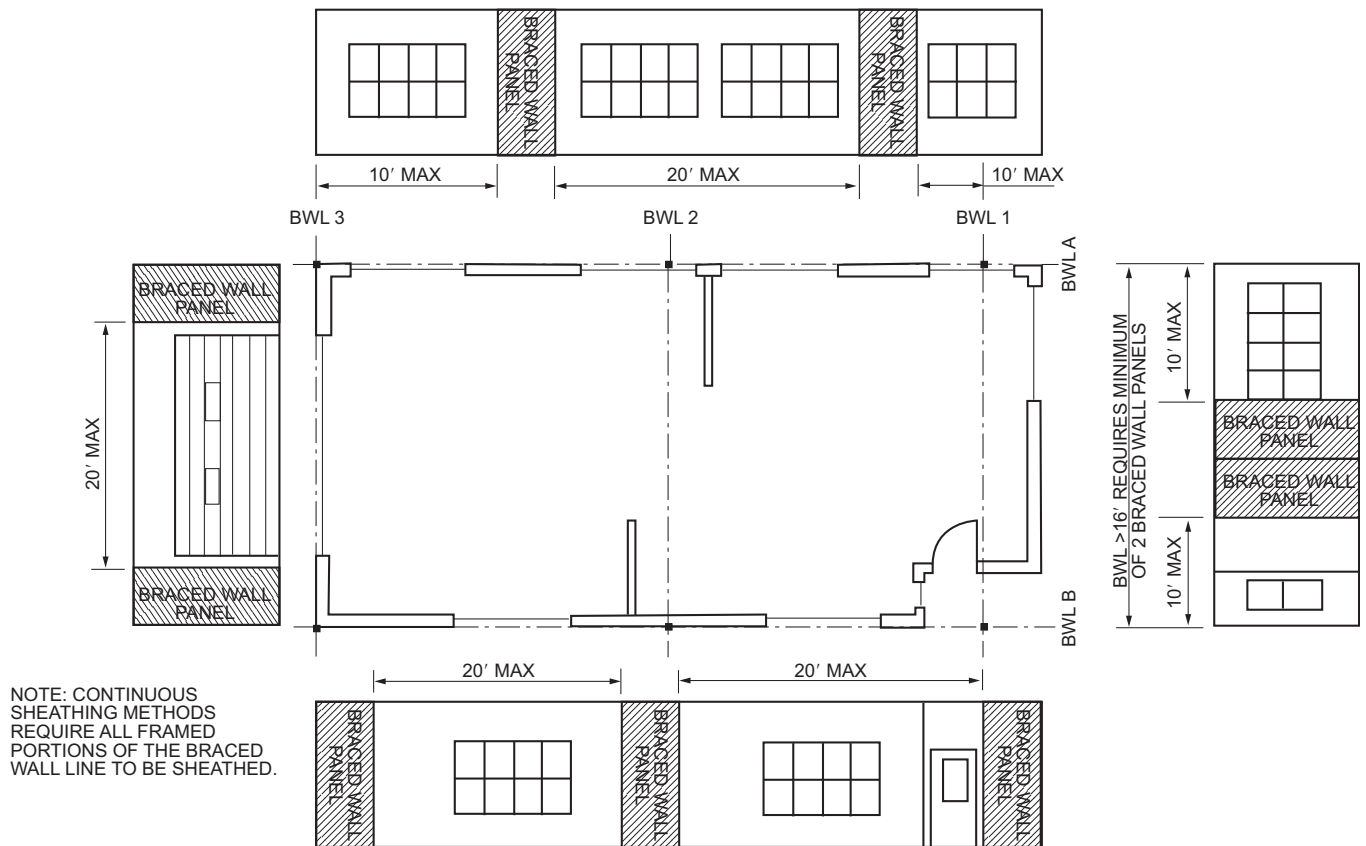 BRACED WALL
PANEL
BRACED WALL
PANEL
10′ MAX
20′ MAX
10′ MAX
BWL 3
BWL 2
BWL 1
BWL A
BRACED WALL
PANEL
20′ MAX
BRACED WALL
PANEL
BWL >16′ REQUIRES MINIMUM
OF 2 BRACED WALL PANELS
10′ MAX
BRACED WALL
PANEL
BRACED WALL
PANEL
10′ MAX
BWL B
20′ MAX
20′ MAX
NOTE: CONTINUOUS
SHEATHING METHODS
REQUIRE ALL FRAMED
PORTIONS OF THE BRACED
WALL LINE TO BE SHEATHED.
BRACED WALL
PANEL
BRACED WALL
PANEL
BRACED WALL
PANEL